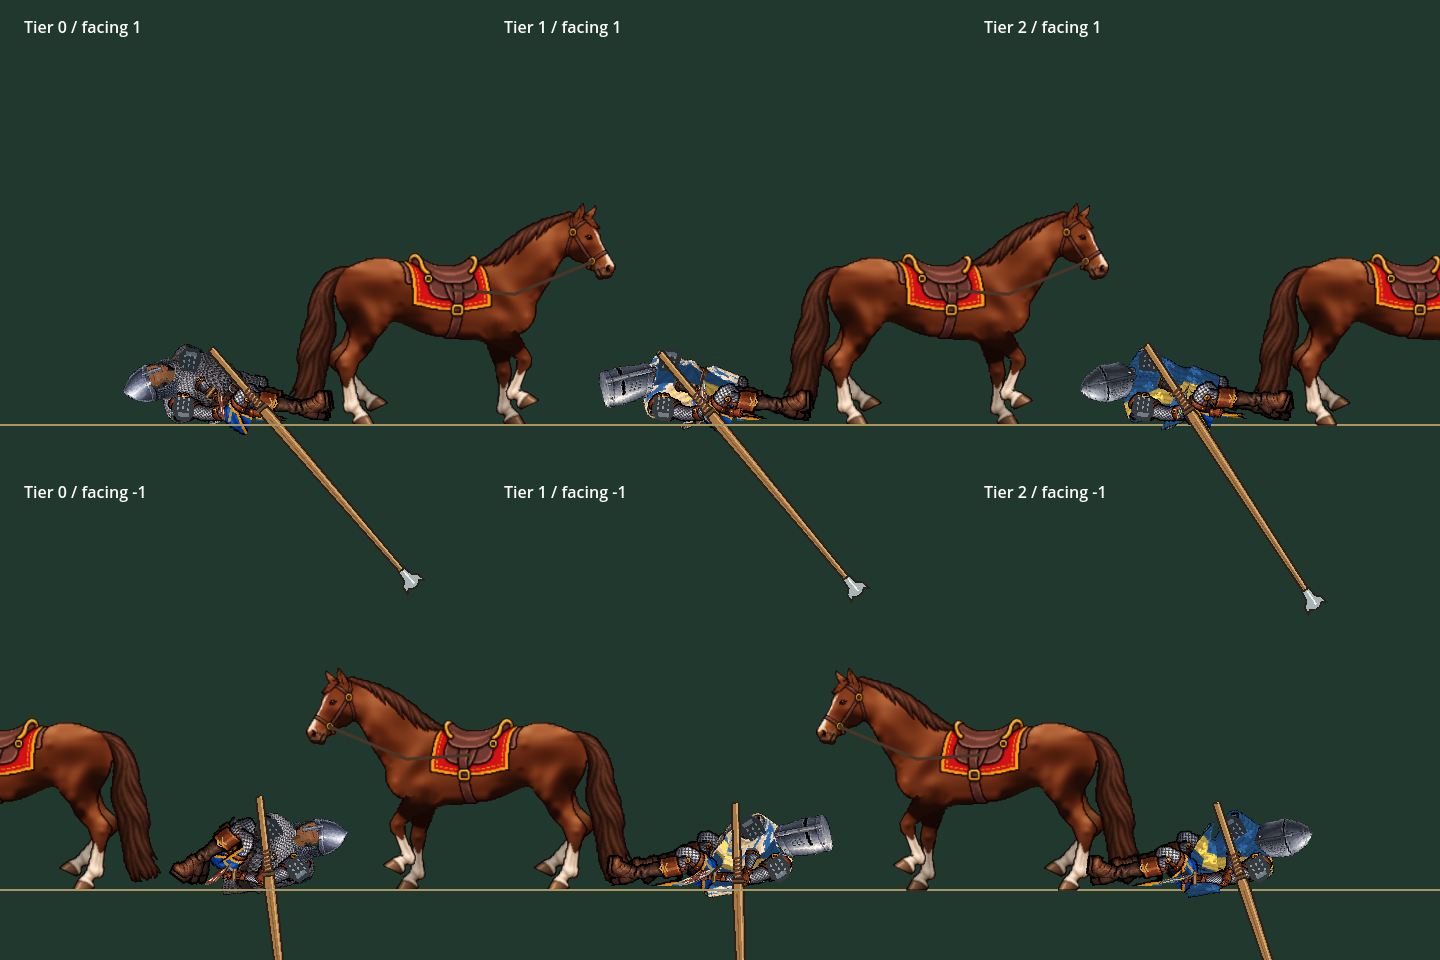 Tier 0 / facing 1
Tier 1 / facing 1
Tier 2 / facing 1
Tier 0 / facing -1
Tier 1 / facing -1
Tier 2 / facing -1